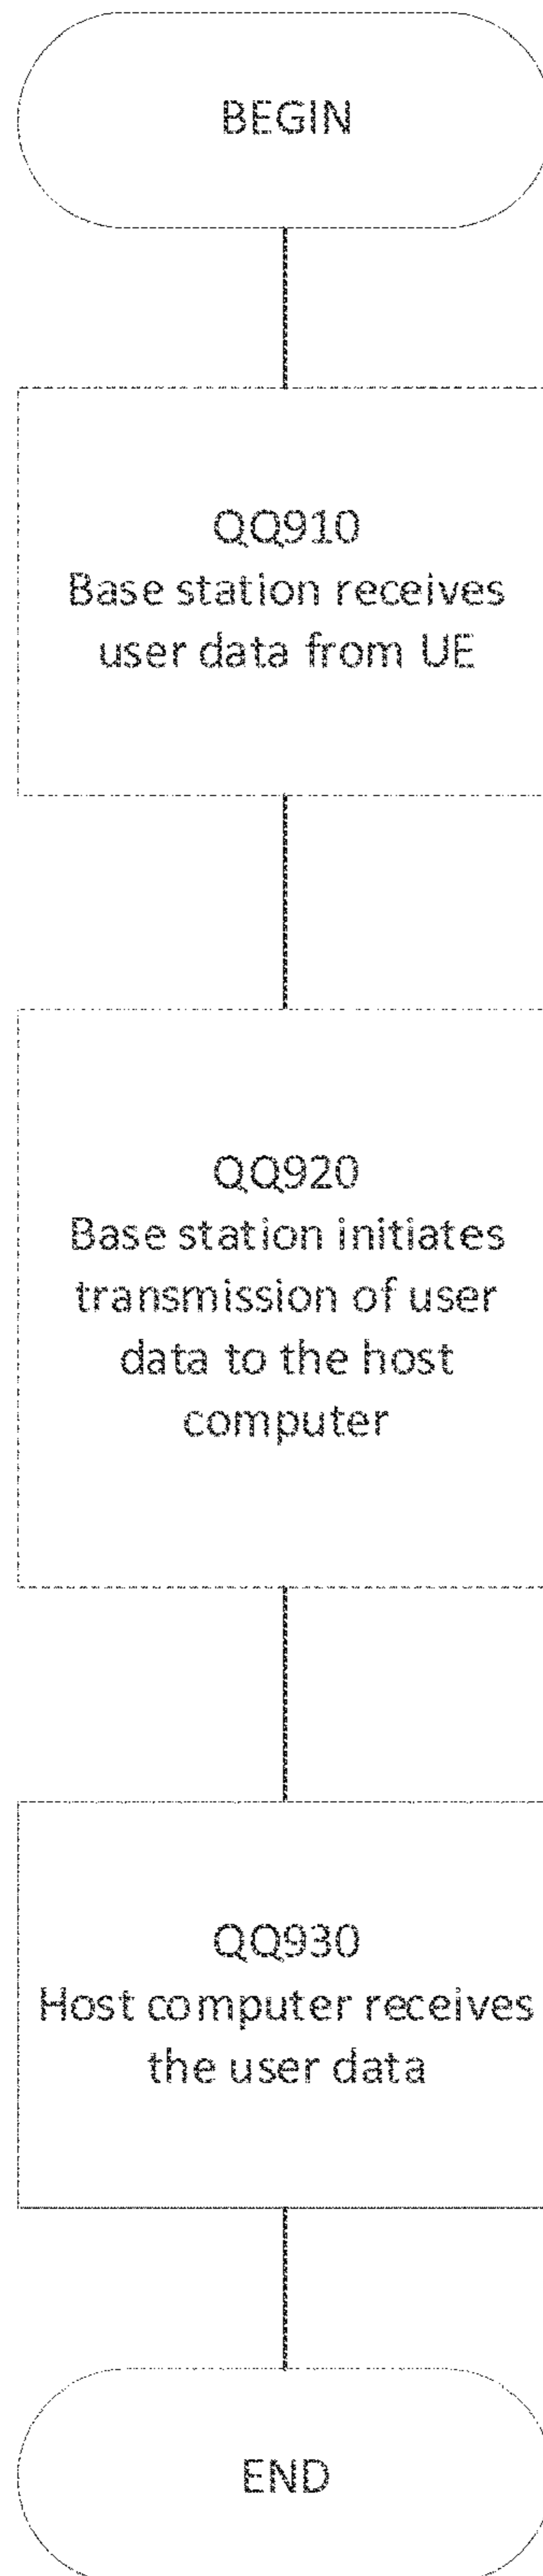 BEGIN
QQ910
Base station receives
user data from UE
QQ920
Base station initiates
transmission of user
data to the host
computer
QQ930
Host computer receives
the user data
END